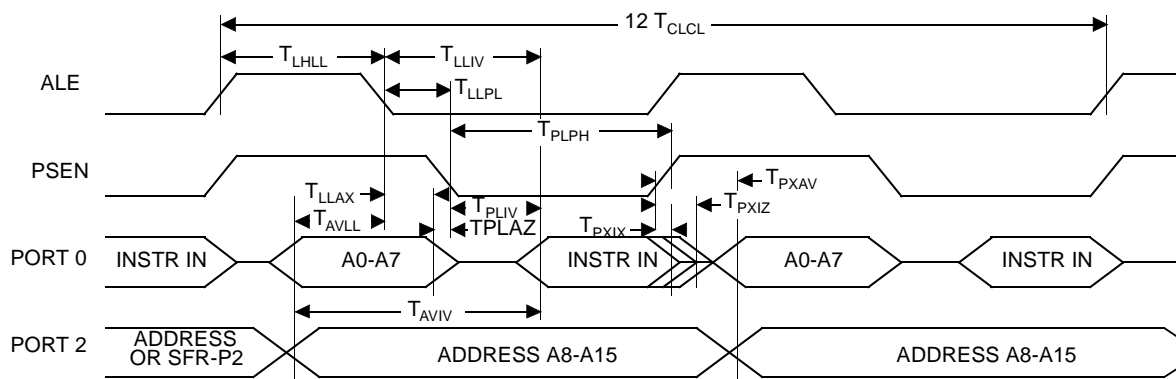 12 TCLCL
TLHLL
TLLIV
ALE
TLLPL
TPLPH
PSEN
TPXAV
TLLAX
TPLIV
TPXIZ
TAVLL
TPLAZ
TPXIX
PORT 0
INSTR IN
A0-A7
INSTR IN
A0-A7
INSTR IN
TAVIV
PORT 2
ADDRESS
OR SFR-P2
ADDRESS A8-A15
ADDRESS A8-A15